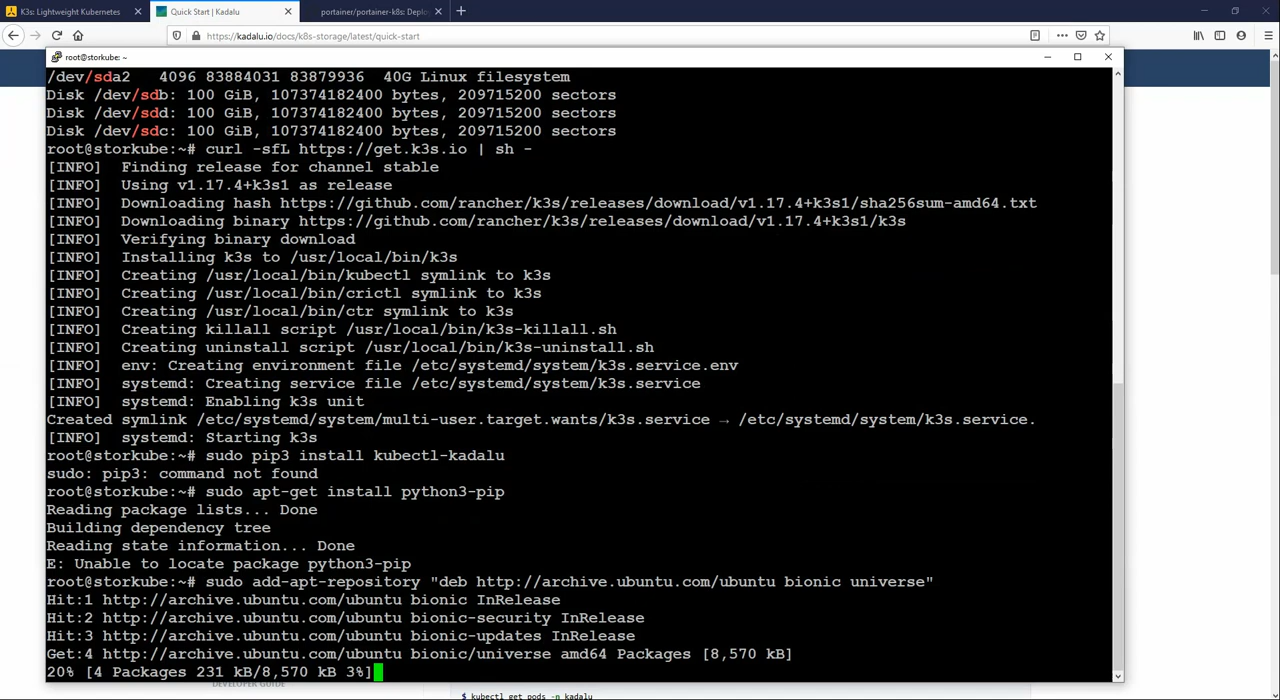 K3s: Lightweight Kubernetes
Quick Start | Kadalu
portainer/portainer-k8s: Deplo
https://kadalu.io/docs/k8s-storage/latest/quick-start
root@storkube: ~
/dev/sda2   4096 83884031 83879936  40G Linux filesystem
Disk /dev/sdb: 100 GiB, 107374182400 bytes, 209715200 sectors
Disk /dev/sdd: 100 GiB, 107374182400 bytes, 209715200 sectors
Disk /dev/sdc: 100 GiB, 107374182400 bytes, 209715200 sectors
root@storkube:~# curl -sfL https://get.k3s.io | sh -
[INFO]  Finding release for channel stable
[INFO]  Using v1.17.4+k3s1 as release
[INFO]  Downloading hash https://github.com/rancher/k3s/releases/download/v1.17.4+k3s1/sha256sum-amd64.txt
[INFO]  Downloading binary https://github.com/rancher/k3s/releases/download/v1.17.4+k3s1/k3s
[INFO]  Verifying binary download
[INFO]  Installing k3s to /usr/local/bin/k3s
[INFO]  Creating /usr/local/bin/kubectl symlink to k3s
[INFO]  Creating /usr/local/bin/crictl symlink to k3s
[INFO]  Creating /usr/local/bin/ctr symlink to k3s
[INFO]  Creating killall script /usr/local/bin/k3s-killall.sh
[INFO]  Creating uninstall script /usr/local/bin/k3s-uninstall.sh
[INFO]  env: Creating environment file /etc/systemd/system/k3s.service.env
[INFO]  systemd: Creating service file /etc/systemd/system/k3s.service
[INFO]  systemd: Enabling k3s unit
Created symlink /etc/systemd/system/multi-user.target.wants/k3s.service → /etc/systemd/system/k3s.service.
[INFO]  systemd: Starting k3s
root@storkube:~# sudo pip3 install kubectl-kadalu
sudo: pip3: command not found
root@storkube:~# sudo apt-get install python3-pip
Reading package lists... Done
Building dependency tree
Reading state information... Done
E: Unable to locate package python3-pip
root@storkube:~# sudo add-apt-repository "deb http://archive.ubuntu.com/ubuntu bionic universe"
Hit:1 http://archive.ubuntu.com/ubuntu bionic InRelease
Hit:2 http://archive.ubuntu.com/ubuntu bionic-security InRelease
Hit:3 http://archive.ubuntu.com/ubuntu bionic-updates InRelease
Get:4 http://archive.ubuntu.com/ubuntu bionic/universe amd64 Packages [8,570 kB]
20% [4 Packages 231 kB/8,570 kB 3%]
DEVELOPER GUIDE
$ kubectl get pods -n kadalu